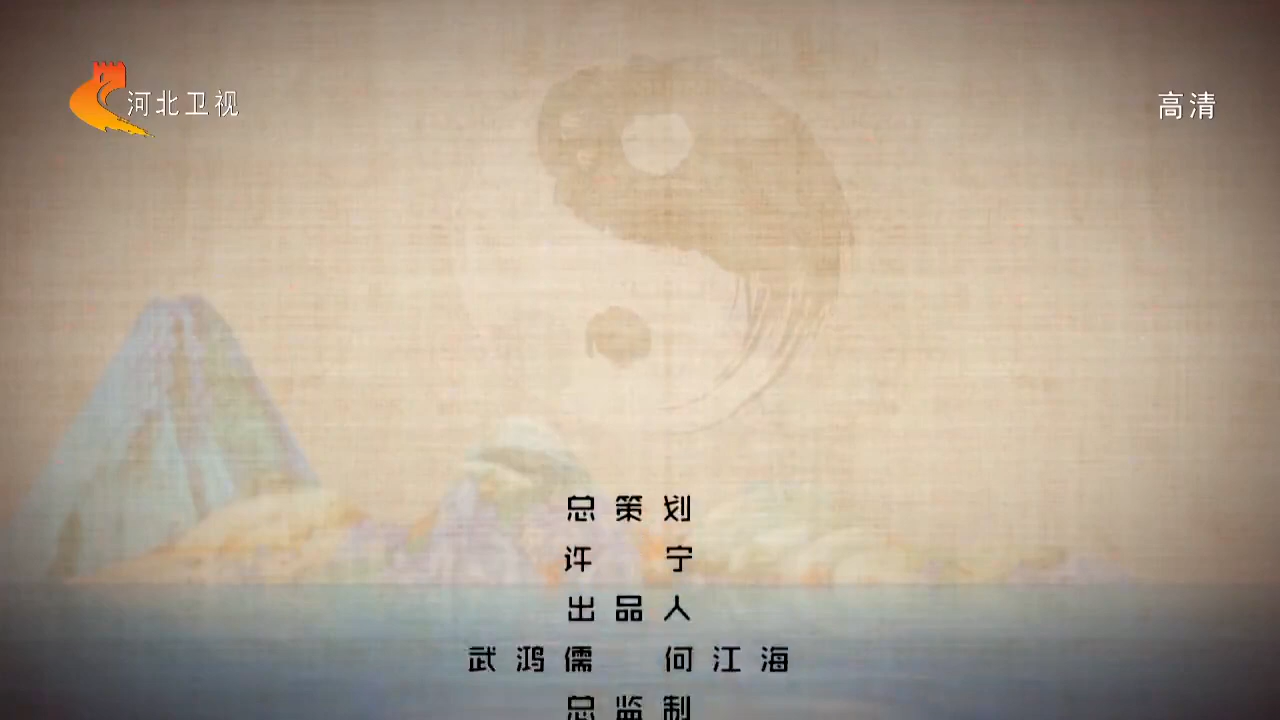 河北卫视
高清
总策划
许 宁
出品人
武鸿儒 何江海
总监制